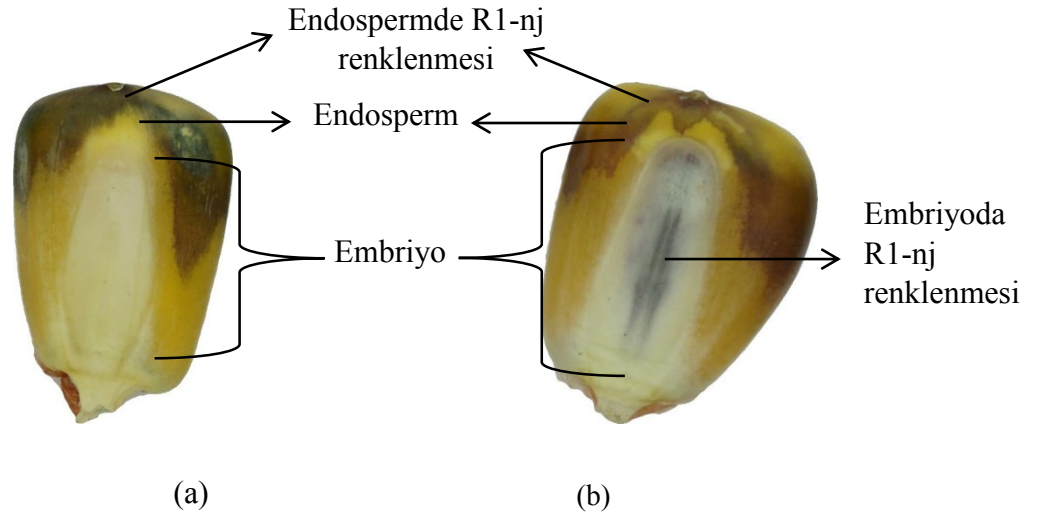 Endospermde R1-nj
renklenmesi
Endosperm
Embriyo
Embriyoda
R1-nj
renklenmesi
(a)
(b)